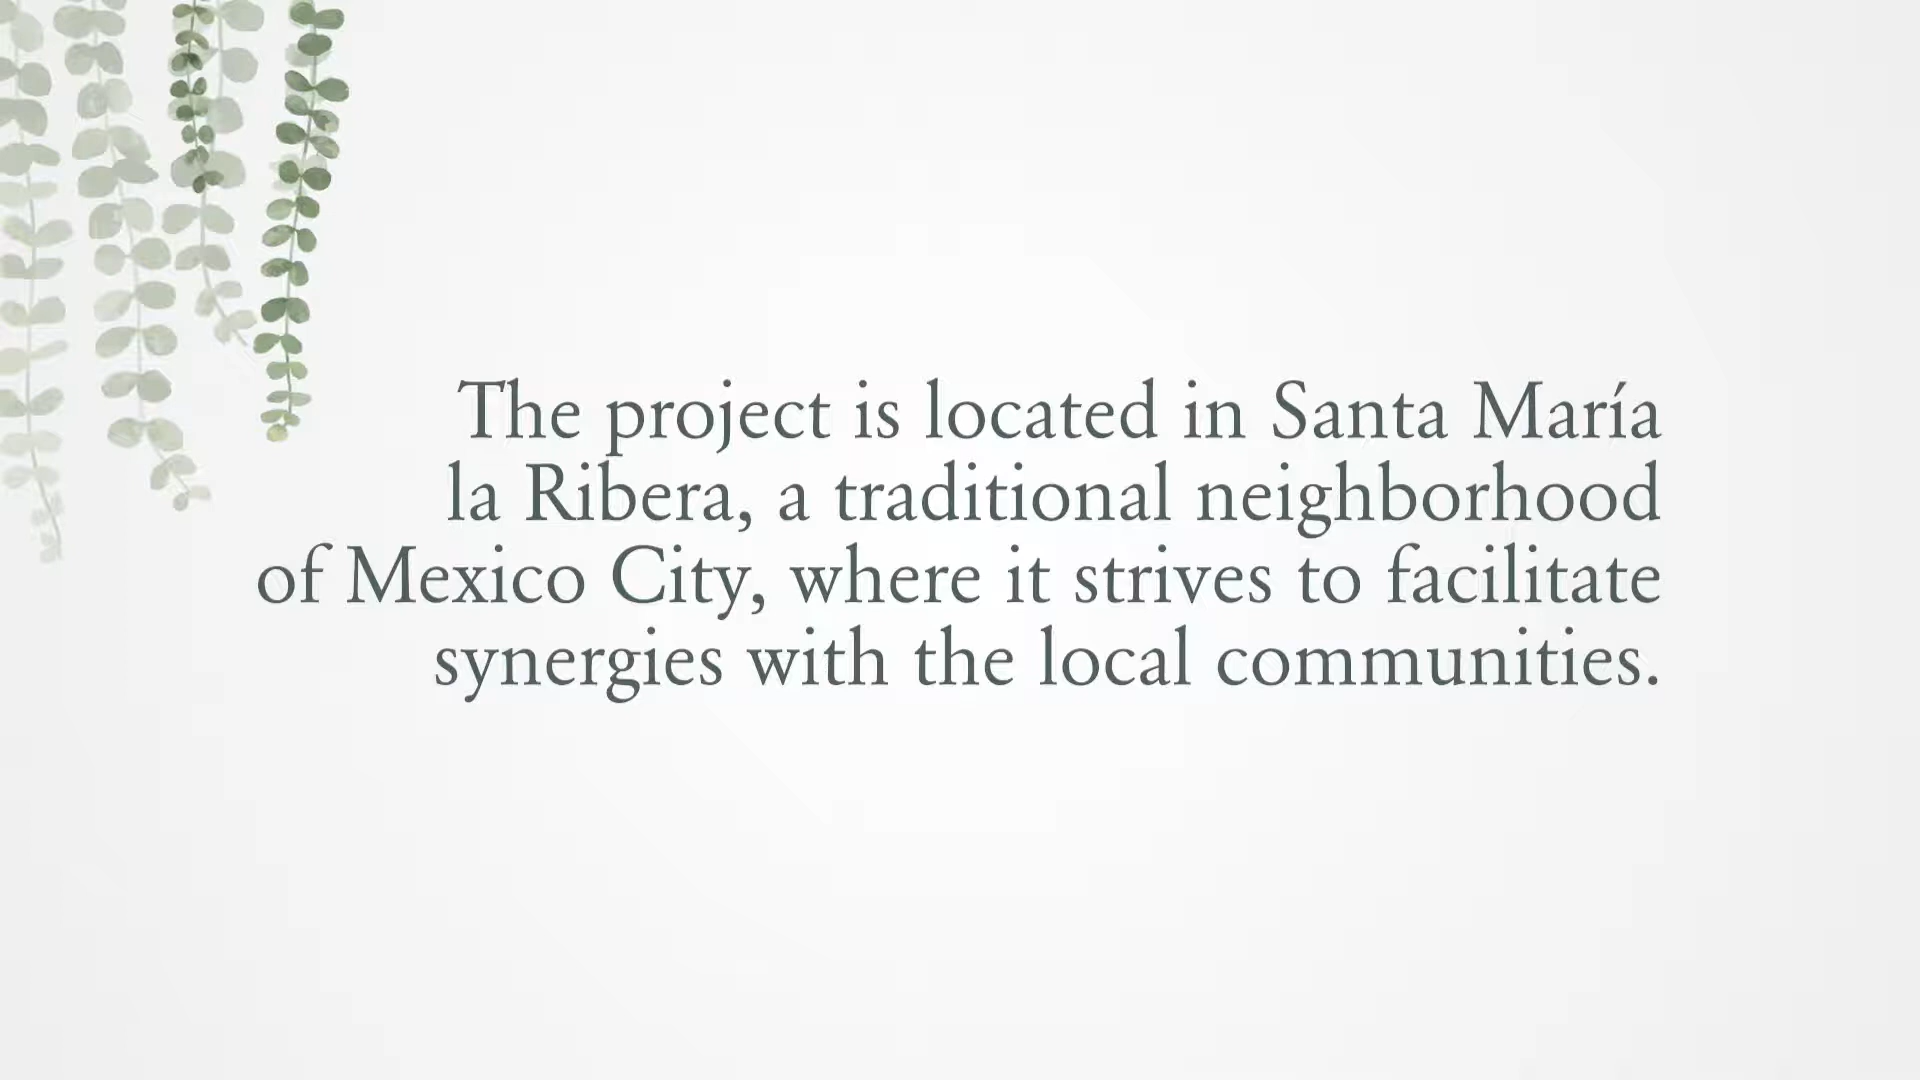 The project is located in Santa María
la Ribera, a traditional neighborhood
of Mexico City, where it strives to facilitate
synergies with the local communities.